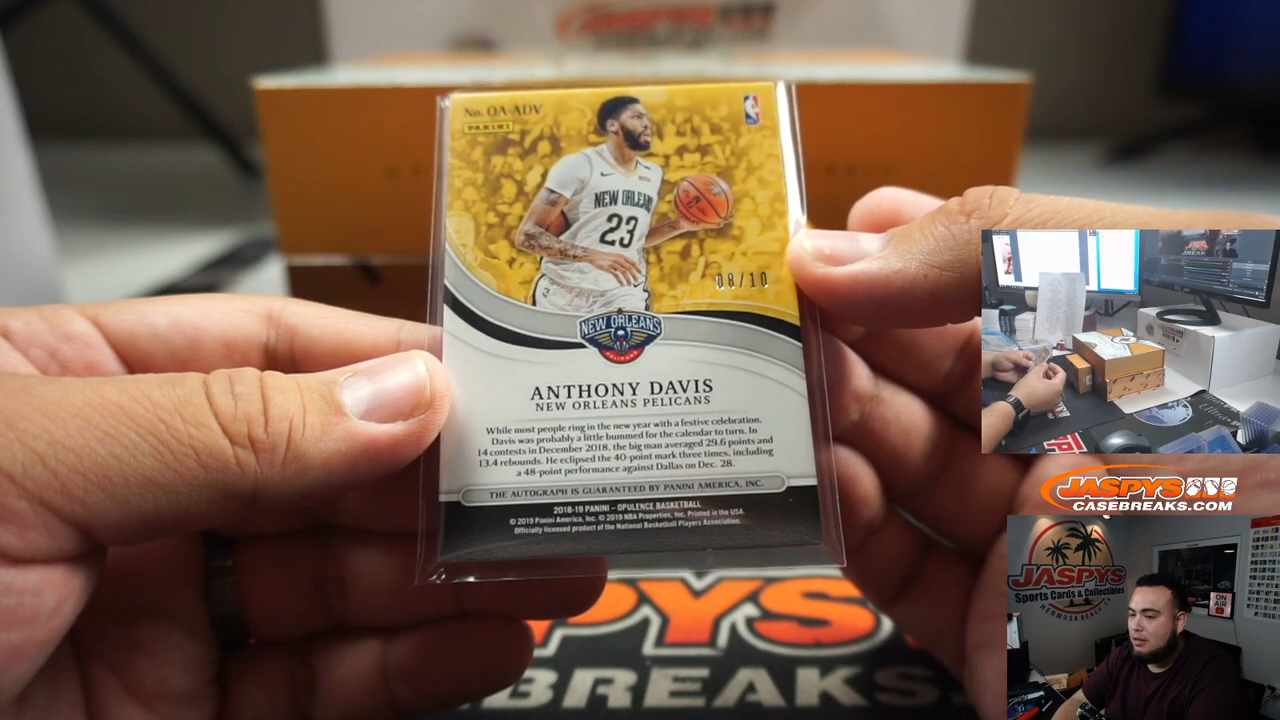 JASPYS
No. OA-ADV
PANINI
NEW ORLEANS
23
08/10
NEW ORLEANS
PELICANS
ANTHONY DAVIS
NEW ORLEANS PELICANS
While most people ring in the new year with a festive celebration,
Davis was probably a little bummed for the calendar to turn. In
14 contests in December 2018, the big man averaged 29.6 points and
13.4 rebounds. He eclipsed the 40-point mark three times, including
a 48-point performance against Dallas on Dec. 28.
THE AUTOGRAPH IS GUARANTEED BY PANINI AMERICA, INC.
2018-19 PANINI – OPULENCE BASKETBALL
© 2019 Panini America, Inc. © 2019 NBA Properties, Inc. Printed in the USA.
Officially licensed product of the National Basketball Players Association.
PYS
BREAKS.
JASPYS
CASEBREAKS.COM
JASPYS
Sports Cards & Collectibles
HERMOSA BEACH, CA
ON
AIR